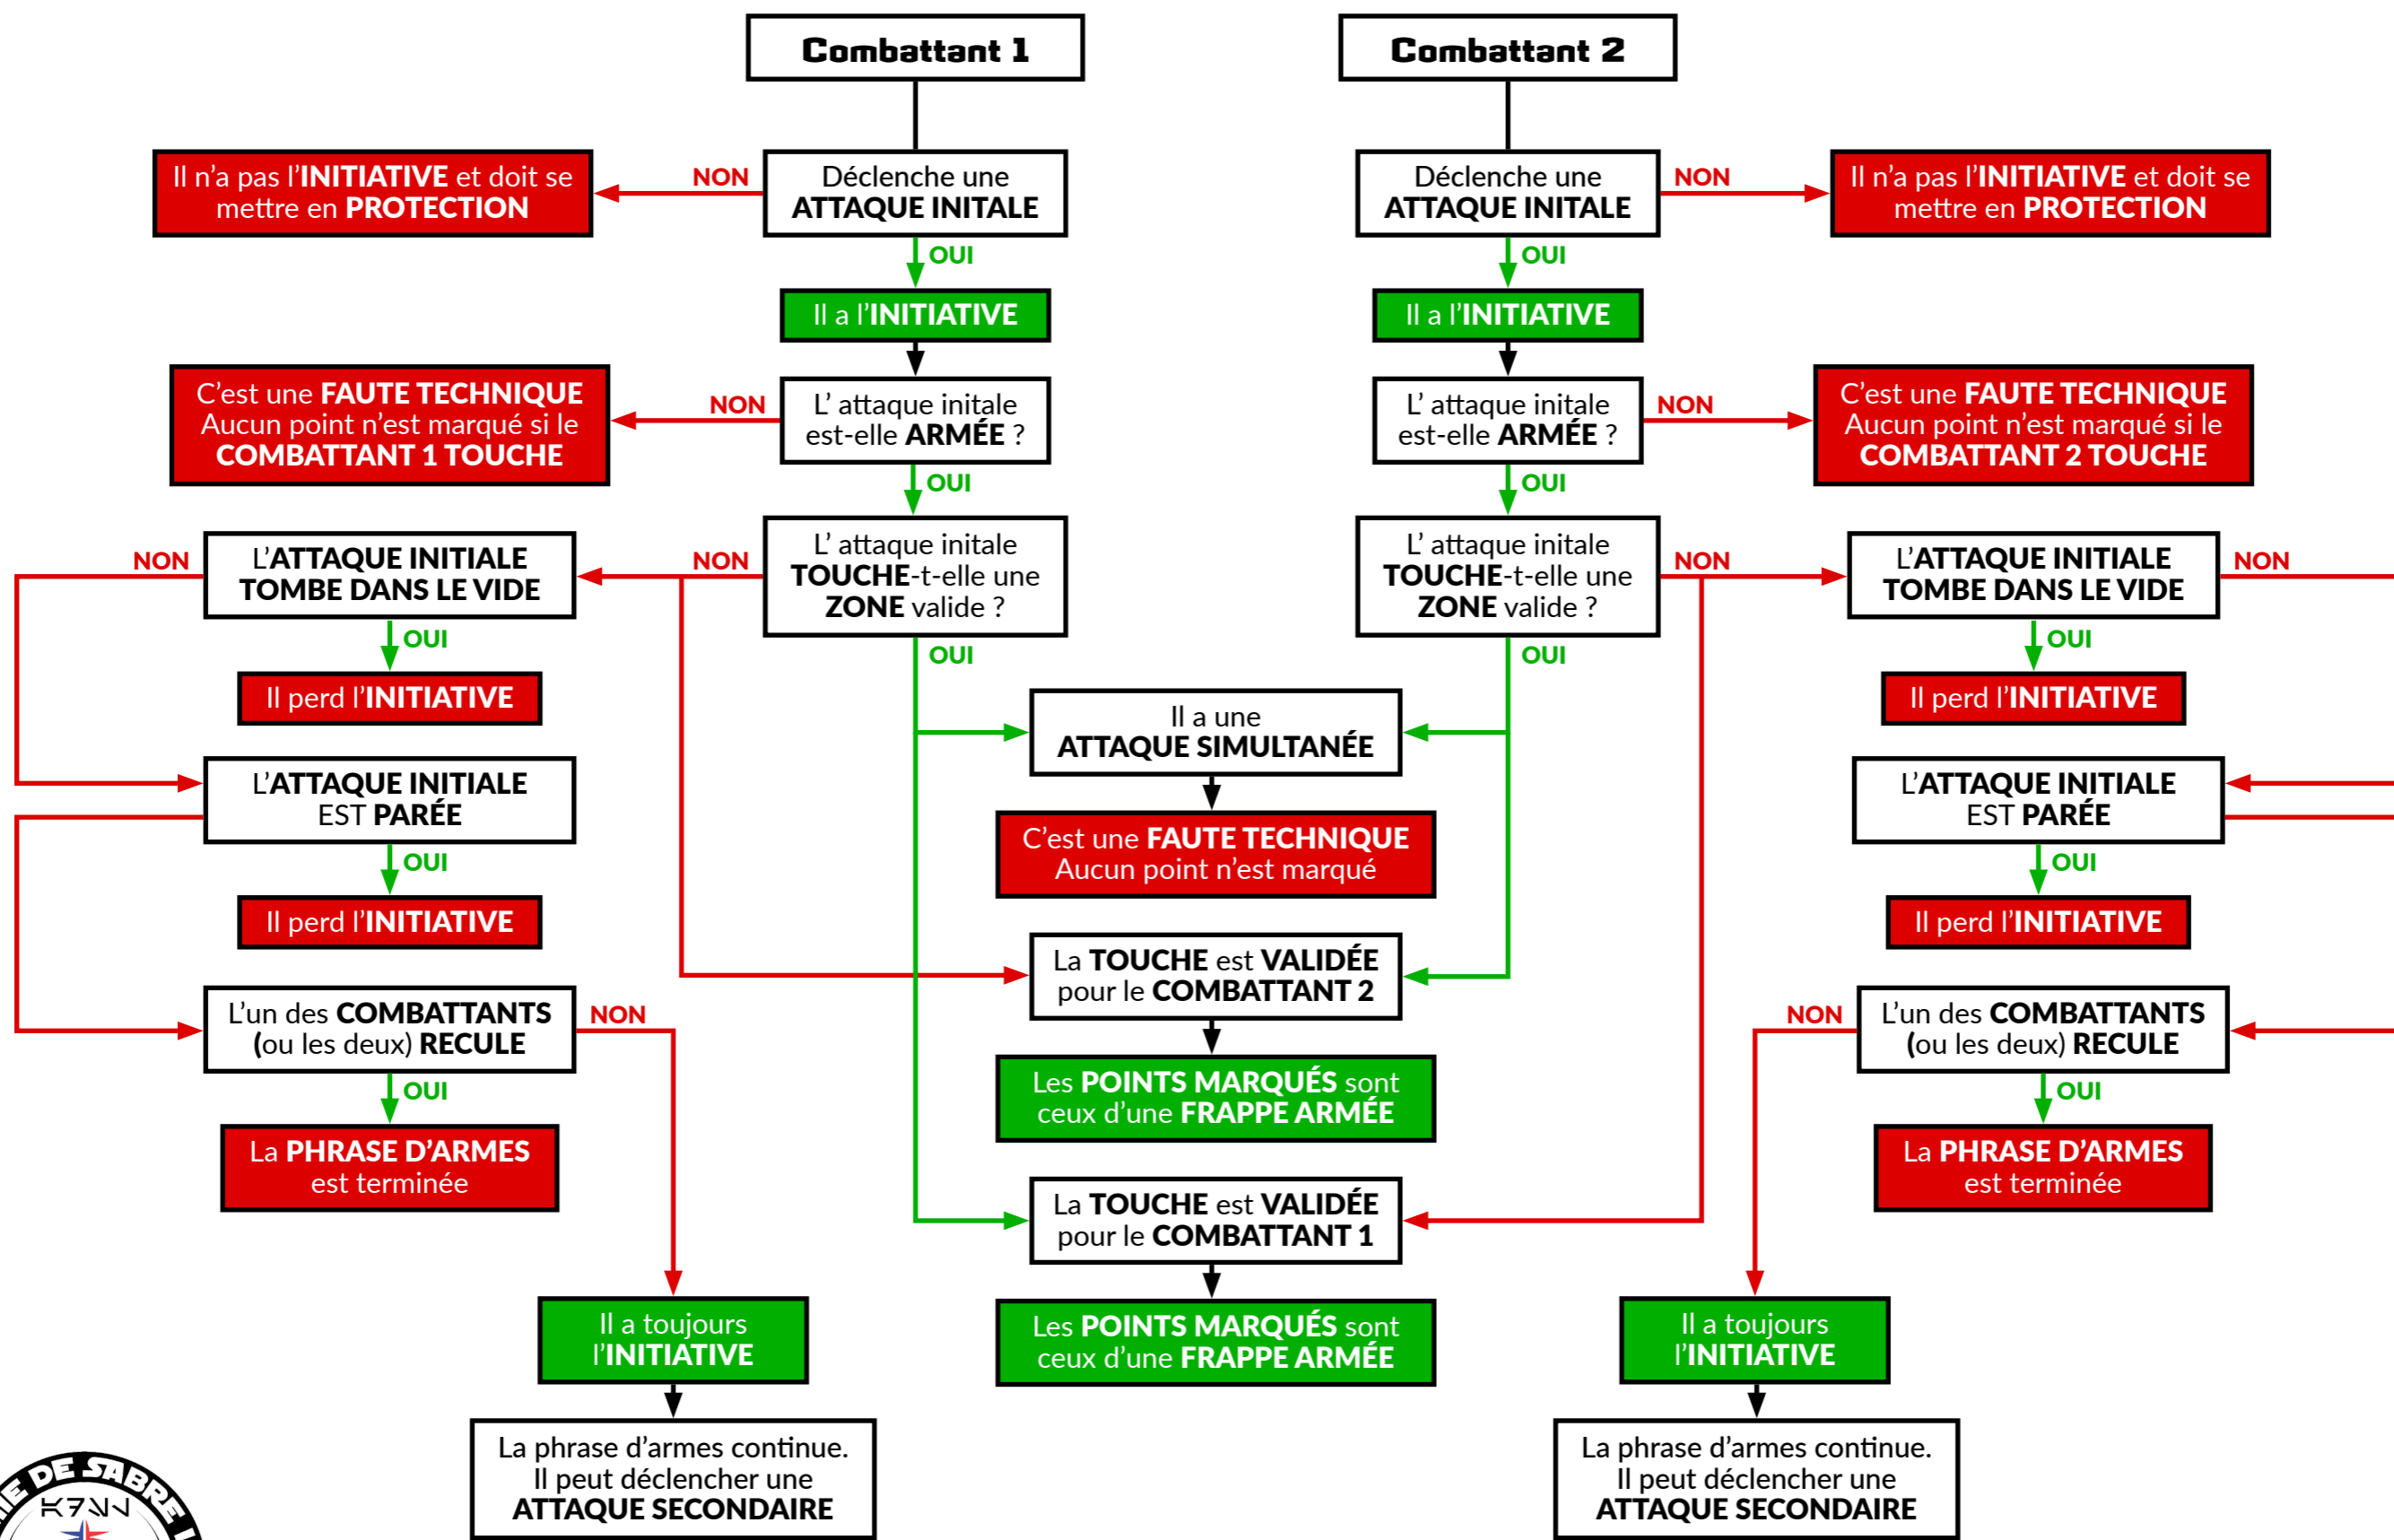 Combattant 1
Combattant 2
Il n'a pas l'INITIATIVE et doit se
mettre en PROTECTION
NON
Déclenche une
ATTAQUE INITALE
Déclenche une
ATTAQUE INITALE
NON
Il n'a pas l'INITIATIVE et doit se
mettre en PROTECTION
OUI
OUI
Il a l'INITIATIVE
Il a l'INITIATIVE
C'est une FAUTE TECHNIQUE
Aucun point n'est marqué si le
COMBATTANT 1 TOUCHE
NON
L' attaque initale
est-elle ARMÉE ?
L' attaque initale
est-elle ARMÉE ?
NON
C'est une FAUTE TECHNIQUE
Aucun point n'est marqué si le
COMBATTANT 2 TOUCHE
OUI
OUI
NON
L'ATTAQUE INITIALE
TOMBE DANS LE VIDE
NON
L' attaque initale
TOUCHE-t-elle une
ZONE valide ?
L' attaque initale
TOUCHE-t-elle une
ZONE valide ?
NON
L'ATTAQUE INITIALE
TOMBE DANS LE VIDE
NON
OUI
OUI
OUI
OUI
Il perd l'INITIATIVE
Il a une
ATTAQUE SIMULTANÉE
Il perd l'INITIATIVE
L'ATTAQUE INITIALE
EST PARÉE
L'ATTAQUE INITIALE
EST PARÉE
C'est une FAUTE TECHNIQUE
Aucun point n'est marqué
OUI
OUI
Il perd l'INITIATIVE
Il perd l'INITIATIVE
La TOUCHE est VALIDÉE
pour le COMBATTANT 2
L'un des COMBATTANTS
(ou les deux) RECULE
NON
NON
L'un des COMBATTANTS
(ou les deux) RECULE
Les POINTS MARQUÉS sont
ceux d'une FRAPPE ARMÉE
OUI
OUI
La PHRASE D'ARMES
est terminée
La PHRASE D'ARMES
est terminée
La TOUCHE est VALIDÉE
pour le COMBATTANT 1
Il a toujours
l'INITIATIVE
Les POINTS MARQUÉS sont
ceux d'une FRAPPE ARMÉE
Il a toujours
l'INITIATIVE
La phrase d'armes continue.
Il peut déclencher une
ATTAQUE SECONDAIRE
La phrase d'armes continue.
Il peut déclencher une
ATTAQUE SECONDAIRE
DE SABRE